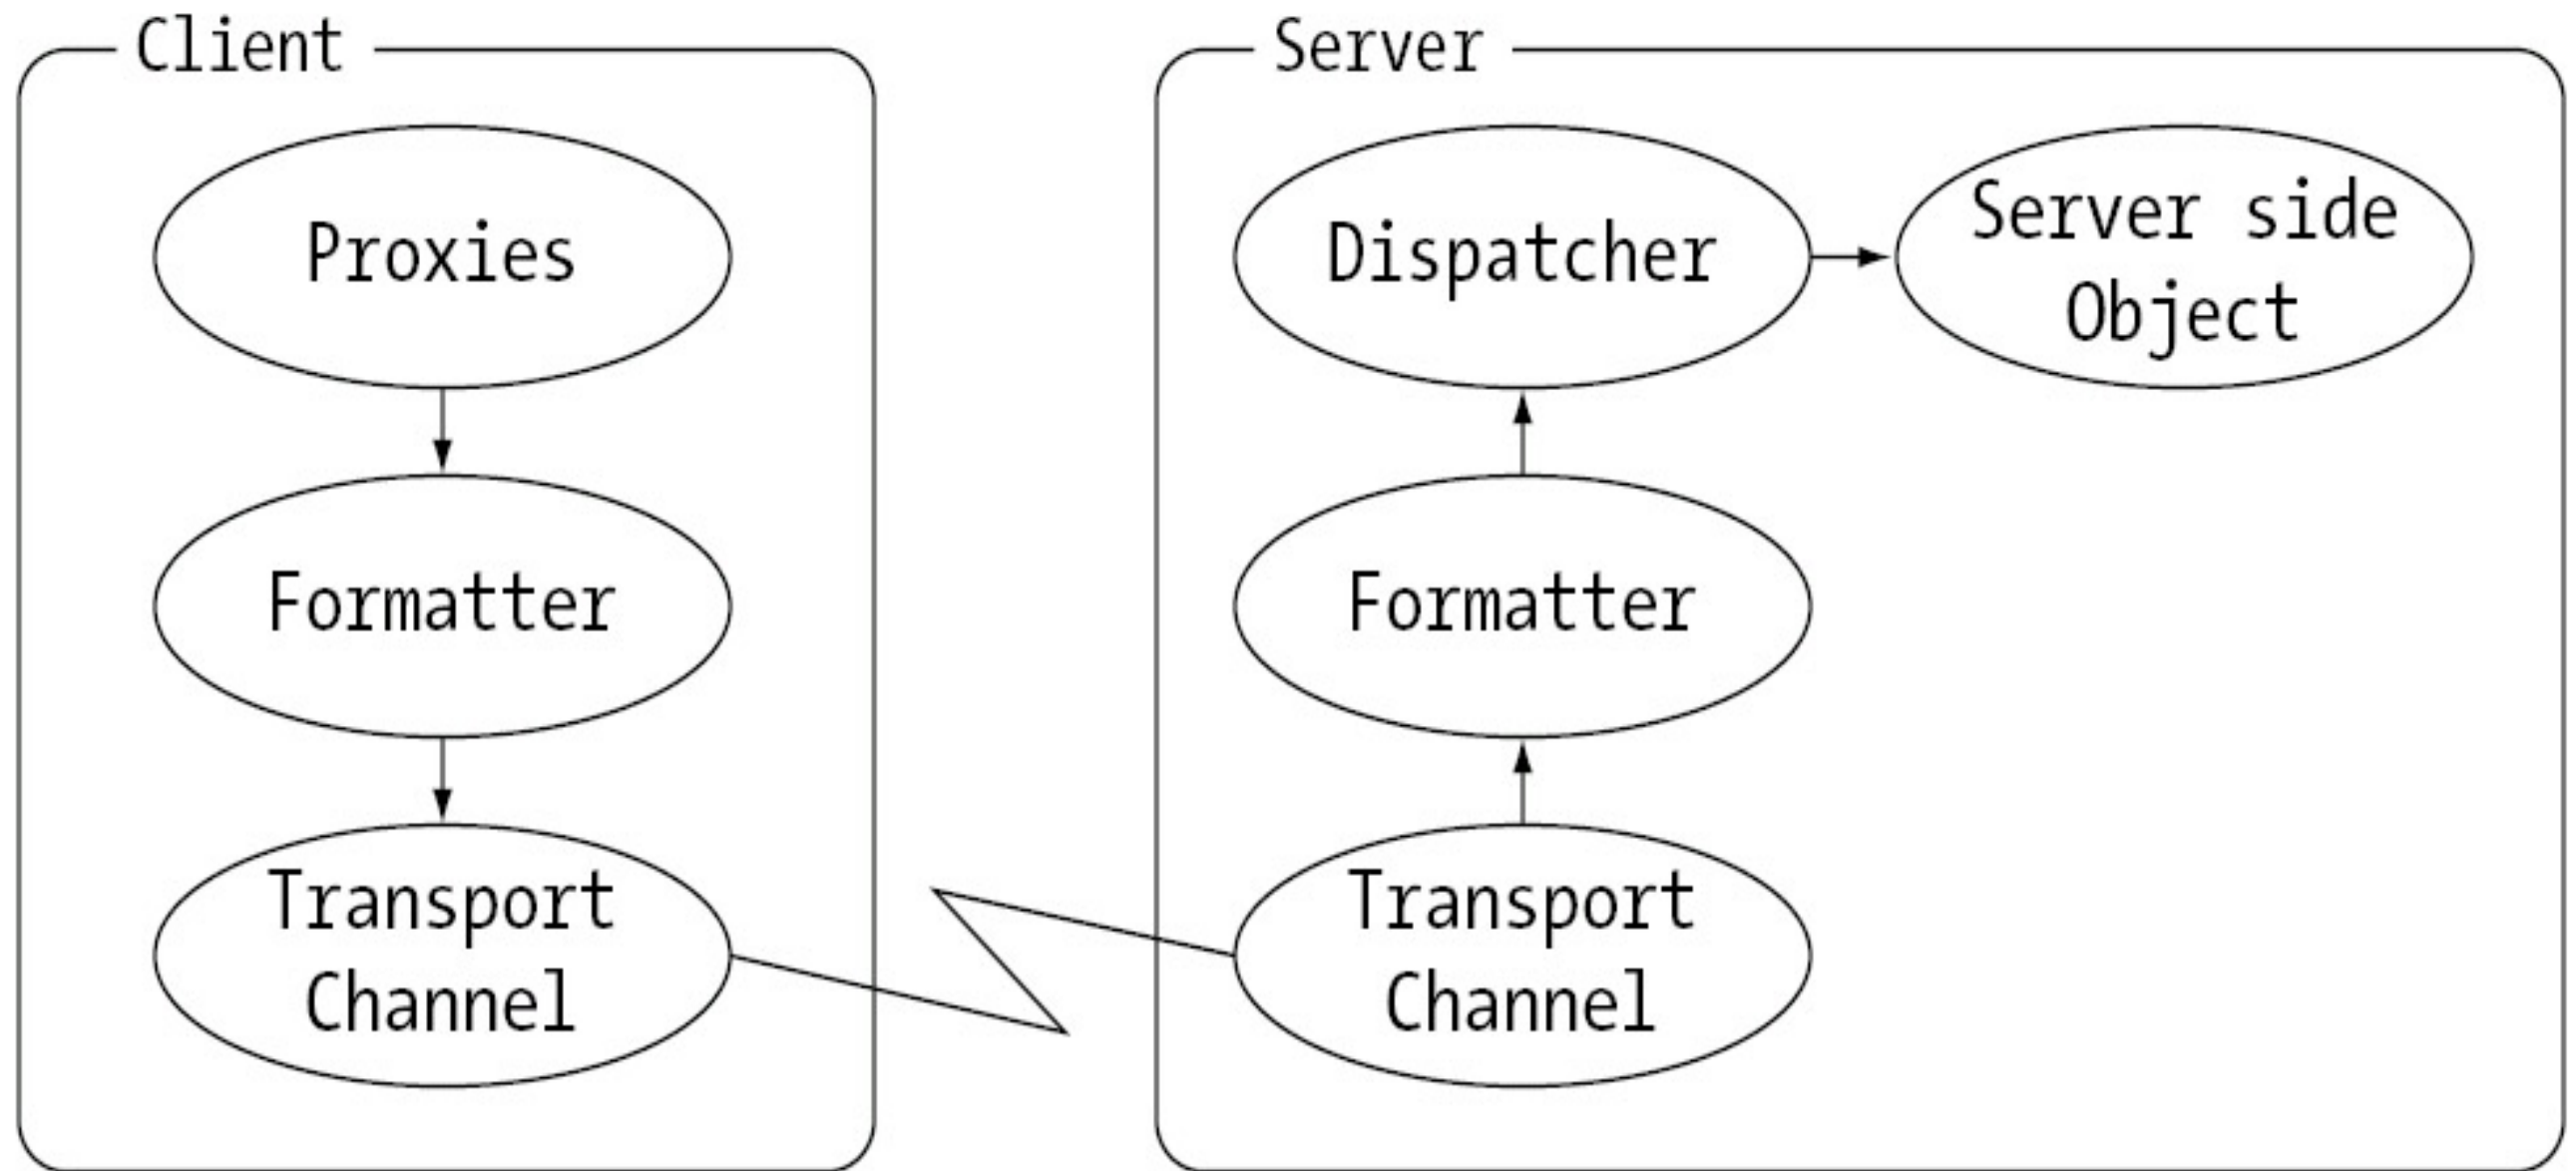 Client
Proxies
Formatter
Transport
Channel
Server
Dispatcher
Server side
Object
Formatter
Transport
Channel